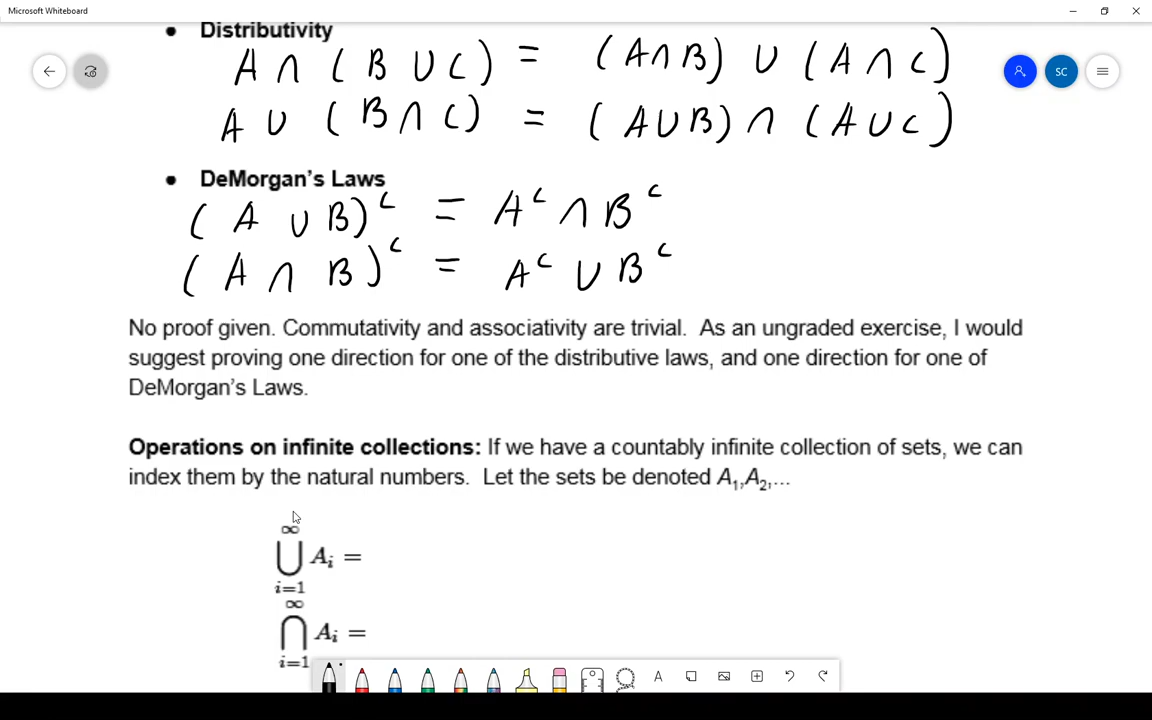 Microsoft Whiteboard
• Distributivity
A ∩ ( B ∪ C ) = ( A ∩ B ) ∪ ( A ∩ C )
A ∪ ( B ∩ C ) = ( A ∪ B ) ∩ ( A ∪ C )
SC
• DeMorgan's Laws
( A ∪ B )ᶜ = Aᶜ ∩ Bᶜ
( A ∩ B )ᶜ = Aᶜ ∪ Bᶜ
No proof given. Commutativity and associativity are trivial. As an ungraded exercise, I would
suggest proving one direction for one of the distributive laws, and one direction for one of
DeMorgan's Laws.
Operations on infinite collections: If we have a countably infinite collection of sets, we can
index them by the natural numbers. Let the sets be denoted A₁,A₂,...
∞
⋃ Aᵢ =
i=1
∞
⋂ Aᵢ =
i=1
A